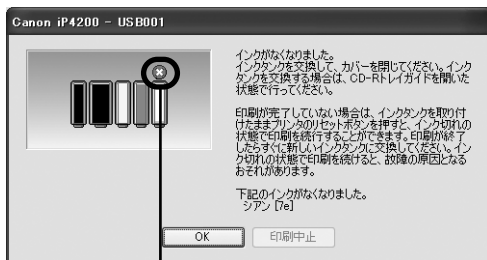 Canon iP4200 - USB001
インクがなくなりました。
インクタンクを交換して、カバーを閉じてください。インク
タンクを交換する場合は、CD-Rトレイガイドを開いた
状態で行ってください。
印刷が完了していない場合は、インクタンクを取り付
けたままプリンタのリセットボタンを押すと、インク切れの
状態で印刷を続行することができます。印刷が終了
したらすぐに新しいインクタンクに交換してください。イン
ク切れの状態で印刷を続けると、故障の原因となる
おそれがあります。
下記のインクがなくなりました。
シアン [7e]
OK
印刷中止